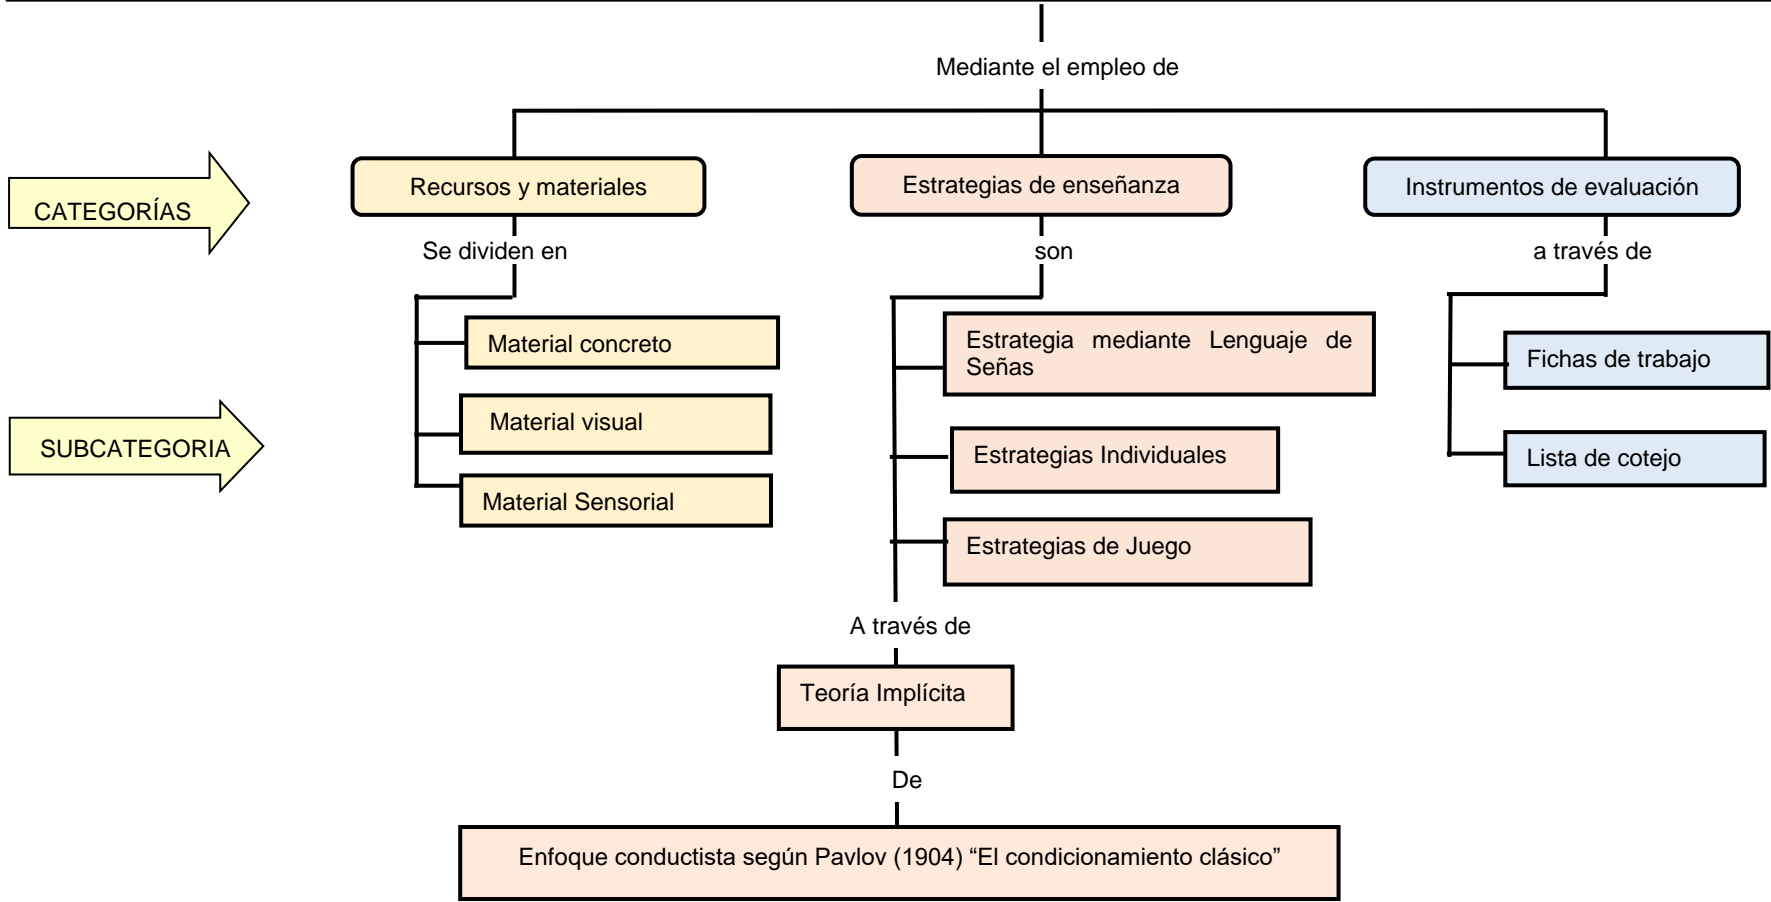 Mediante el empleo de
CATEGORÍAS
Recursos y materiales
Estrategias de enseñanza
Instrumentos de evaluación
Se dividen en
son
a través de
Material concreto
Estrategia mediante Lenguaje de
Señas
Fichas de trabajo
SUBCATEGORIA
Material visual
Estrategias Individuales
Lista de cotejo
Material Sensorial
Estrategias de Juego
A través de
Teoría Implícita
De
Enfoque conductista según Pavlov (1904) “El condicionamiento clásico”